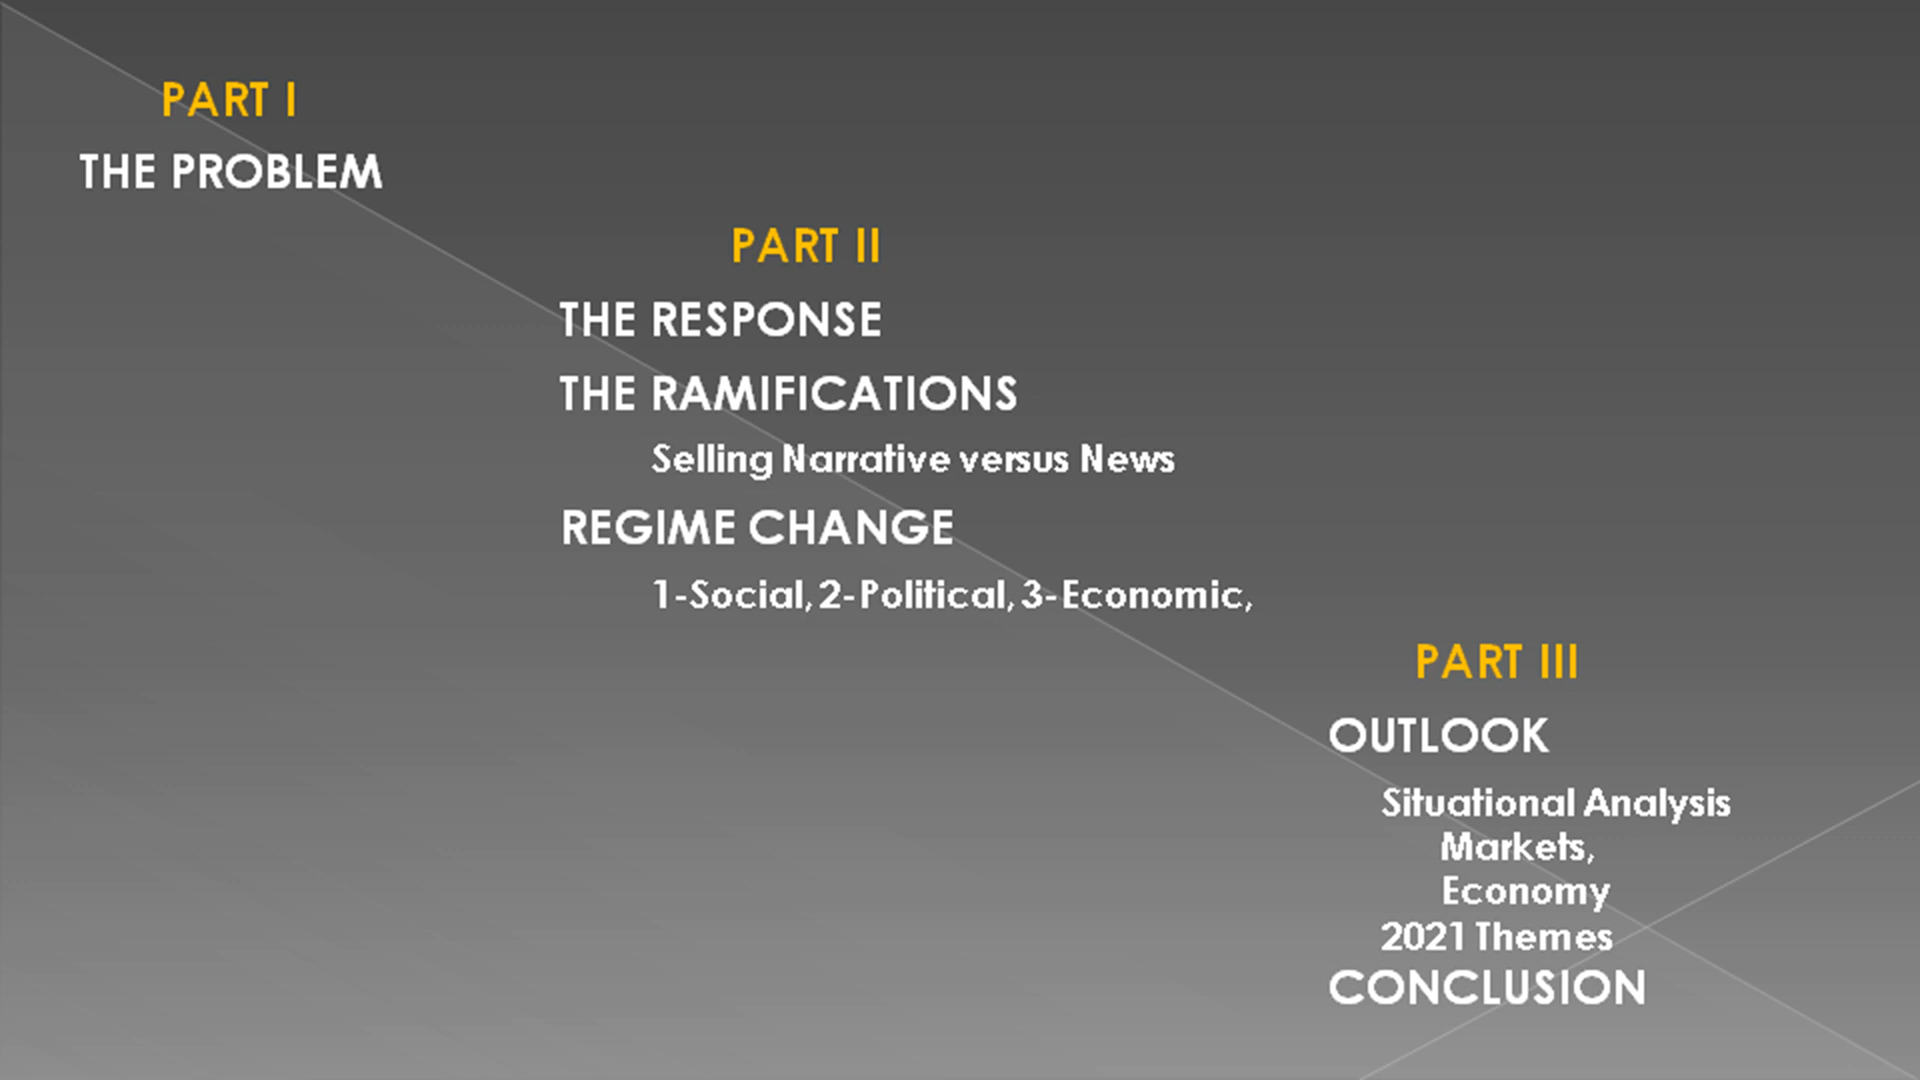 PART I
THE PROBLEM
PART II
THE RESPONSE
THE RAMIFICATIONS
Selling Narrative versus News
REGIME CHANGE
1-Social, 2-Political, 3-Economic,
PART III
OUTLOOK
Situational Analysis
Markets,
Economy
2021 Themes
CONCLUSION